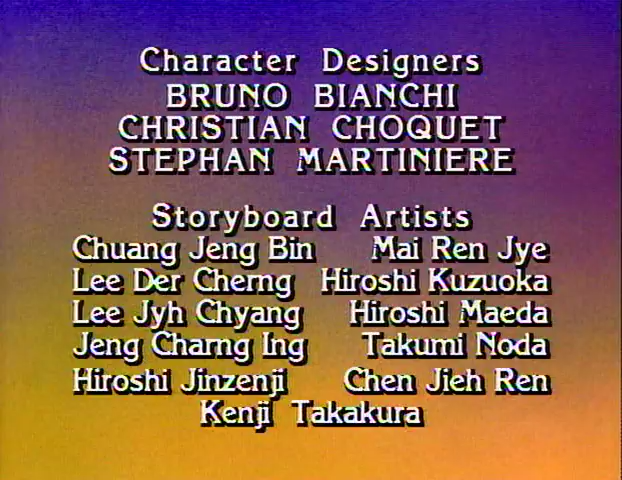 Character Designers
BRUNO BIANCHI
CHRISTIAN CHOQUET
STEPHAN MARTINIERE
Storyboard Artists
Chuang Jeng Bin Mai Ren Jye
Lee Der Cherng Hiroshi Kuzuoka
Lee Jyh Chyang Hiroshi Maeda
Jeng Charng Ing Takumi Noda
Hiroshi Jinzenji Chen Jieh Ren
Kenji Takakura